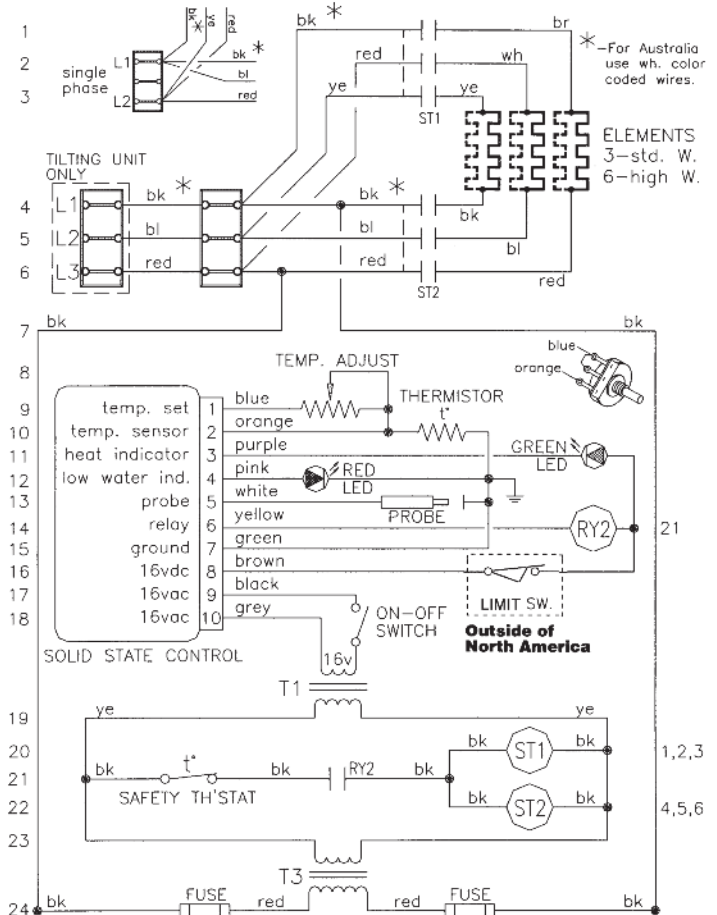 1
2
3
4
5
6
7
8
9
10
11
12
13
14
15
16
17
18
19
20
21
22
23
24
bk *
ye
red
L1
bk *
bl
single
phase
L2
red
bk *
br
red
wh
ye
ye
ST1
* -For Australia
use wh. color
coded wires.
ELEMENTS
3-std. W.
6-high W.
TILTING UNIT
ONLY
L1
bk *
bk *
bk
L2
bl
bl
bl
L3
red
red
red
ST2
bk
bk
TEMP. ADJUST
blue
orange
THERMISTOR
t°
temp. set 1 blue
temp. sensor 2 orange
heat indicator 3 purple
GREEN
LED
low water ind. 4 pink
RED
LED
probe 5 white
PROBE
relay 6 yellow
RY2
21
ground 7 green
16vdc 8 brown
LIMIT SW.
16vac 9 black
16vac 10 grey
ON-OFF
SWITCH
Outside of
North America
SOLID STATE CONTROL
16v
T1
ye
ye
bk ST1 bk
1,2,3
t°
bk
RY2
bk
SAFETY TH'STAT
bk ST2 bk
4,5,6
T3
bk
FUSE
red
red
FUSE
bk